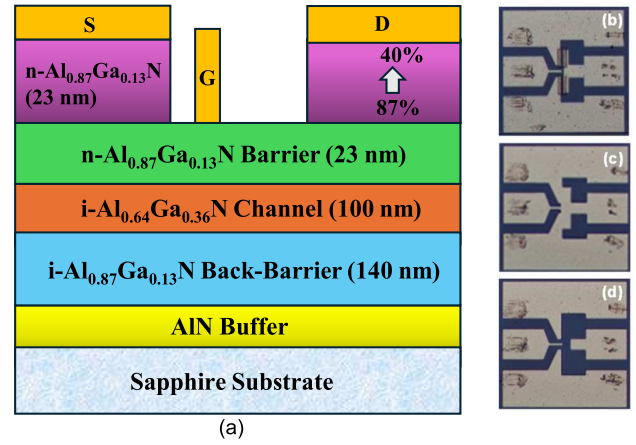 S
D
(b)
n-Al₀.₈₇Ga₀.₁₃N
(23 nm)
G
40%
87%
n-Al₀.₈₇Ga₀.₁₃N Barrier (23 nm)
(c)
i-Al₀.₆₄Ga₀.₃₆N Channel (100 nm)
i-Al₀.₈₇Ga₀.₁₃N Back-Barrier (140 nm)
(d)
AlN Buffer
Sapphire Substrate
(a)